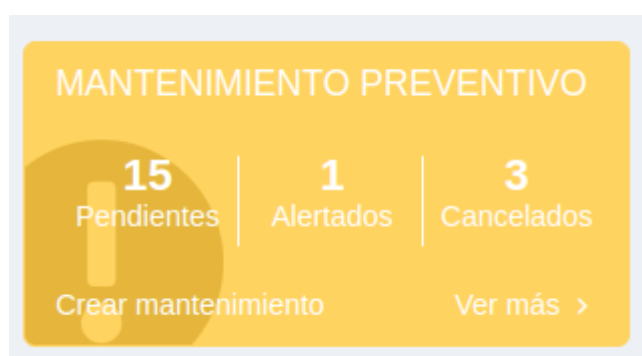 MANTENIMIENTO PREVENTIVO
15 1 3
Pendientes Alertados Cancelados
Crear mantenimiento Ver más >